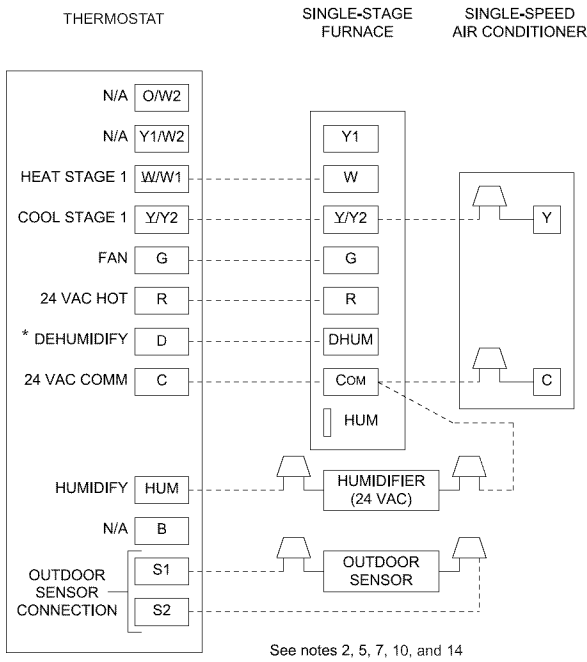 THERMOSTAT
SINGLE-STAGE
FURNACE
SINGLE-SPEED
AIR CONDITIONER
N/A O/W2
N/A Y1/W2 Y1
HEAT STAGE 1 W/W1 W
COOL STAGE 1 Y/Y2 Y/Y2 Y
FAN G G
24 VAC HOT R R
* DEHUMIDIFY D DHUM
24 VAC COMM C COM C
HUM
HUMIDIFY HUM
HUMIDIFIER
(24 VAC)
N/A B
OUTDOOR
SENSOR
CONNECTION
S1
S2
OUTDOOR
SENSOR
See notes 2, 5, 7, 10, and 14